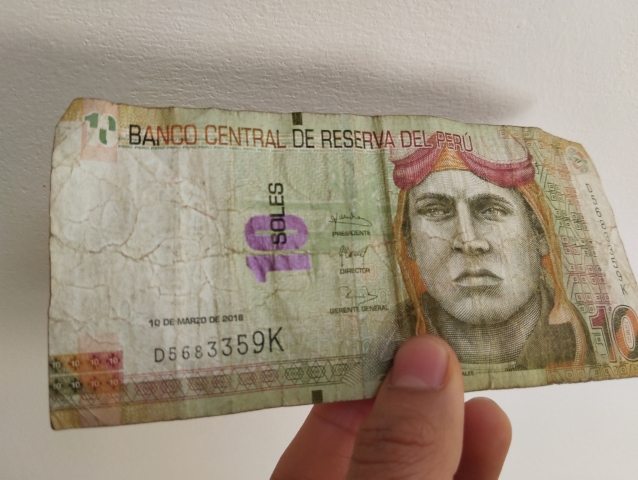 10
BANCO CENTRAL DE RESERVA DEL PERÚ
10 SOLES
PRESIDENTE
DIRECTOR
GERENTE GENERAL
10 DE MARZO DE 2016
D5683359K
10